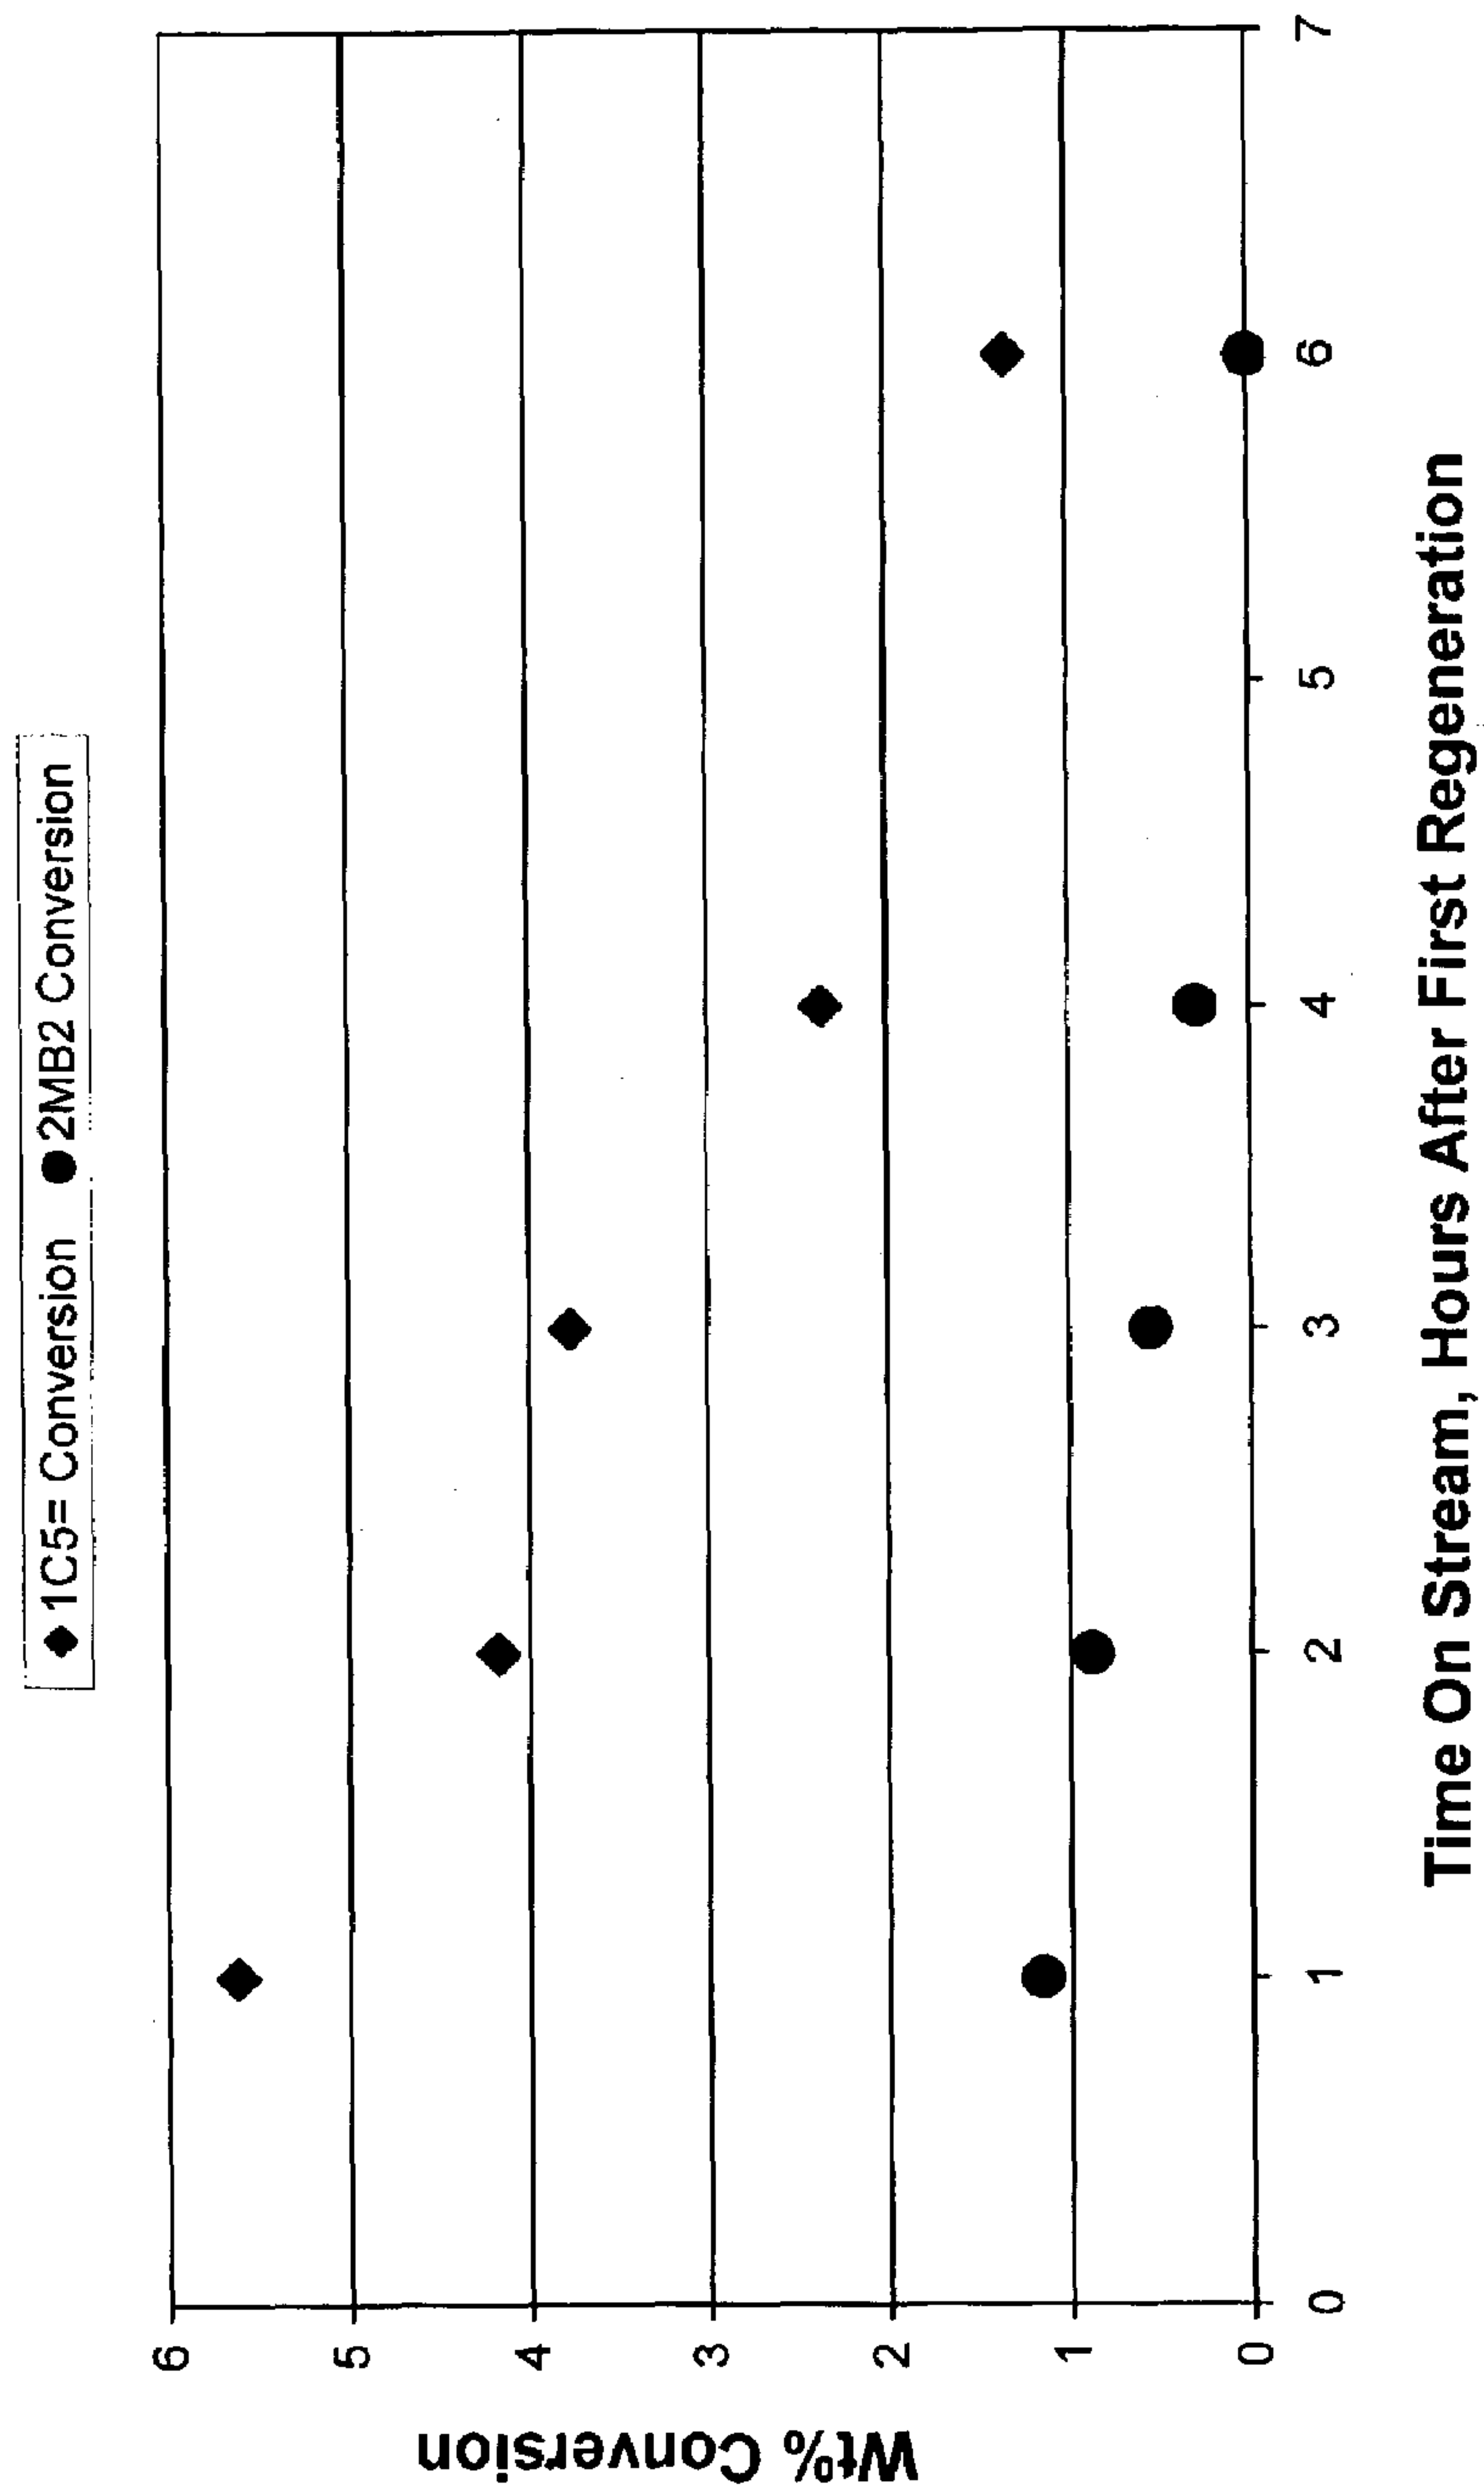 ◆ 1C5= Conversion ● 2MB2 Conversion
Wt% Conversion
6
5
4
3
2
1
0
0 1 2 3 4 5 6 7
Time On Stream, Hours After First Regeneration